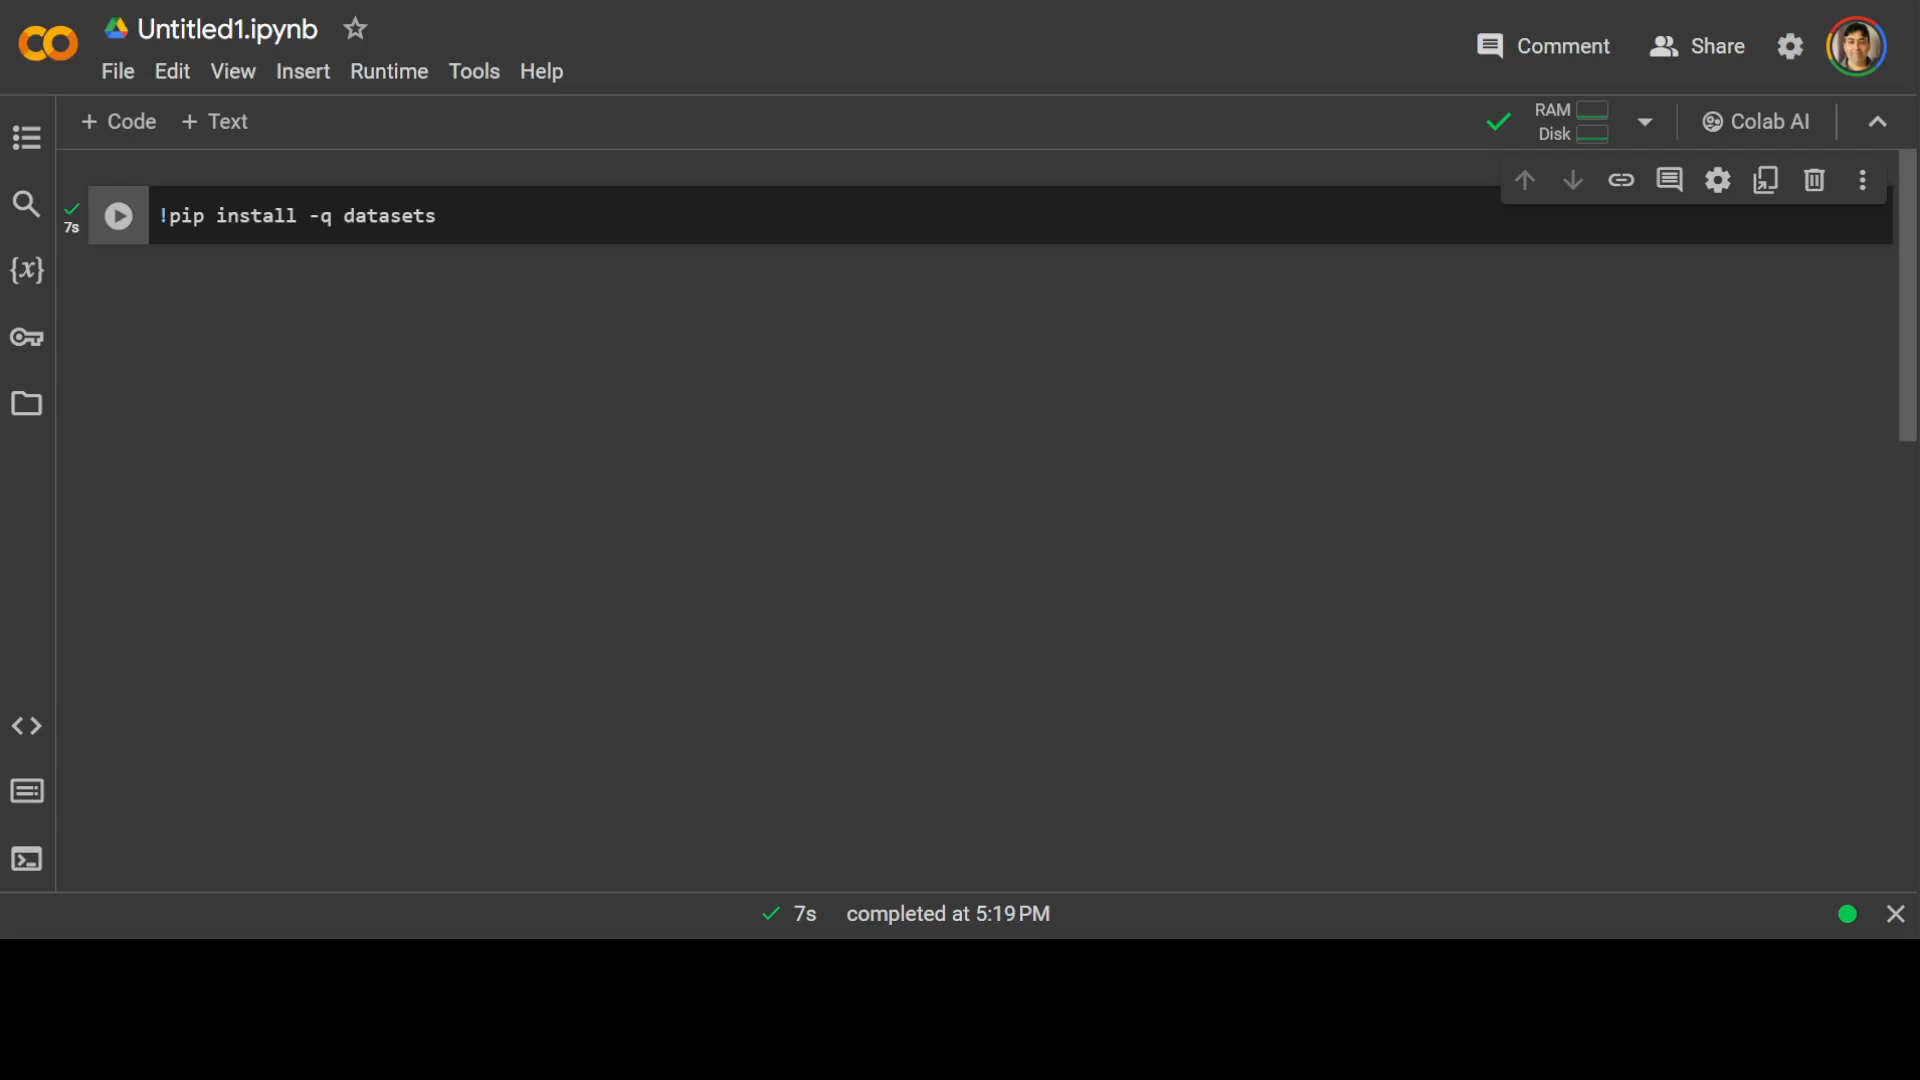 Untitled1.ipynb
File Edit View Insert Runtime Tools Help
Comment
Share
+ Code + Text
RAM
Disk
Colab AI
7s
!pip install -q datasets
{x}
7s completed at 5:19 PM